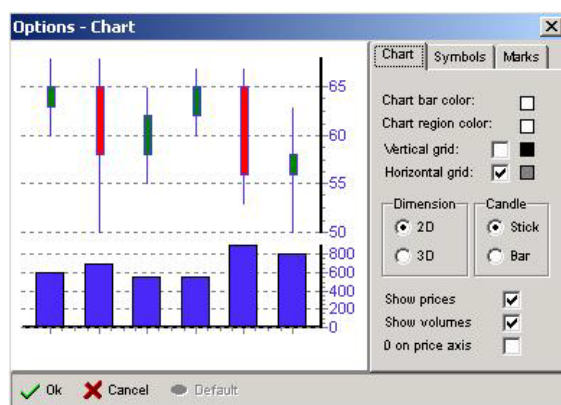 Options - Chart
65
60
55
50
800
600
400
200
0
Chart Symbols Marks
Chart bar color:
Chart region color:
Vertical grid:
Horizontal grid:
Dimension Candle
2D Stick
3D Bar
Show prices
Show volumes
0 on price axis
Ok Cancel Default